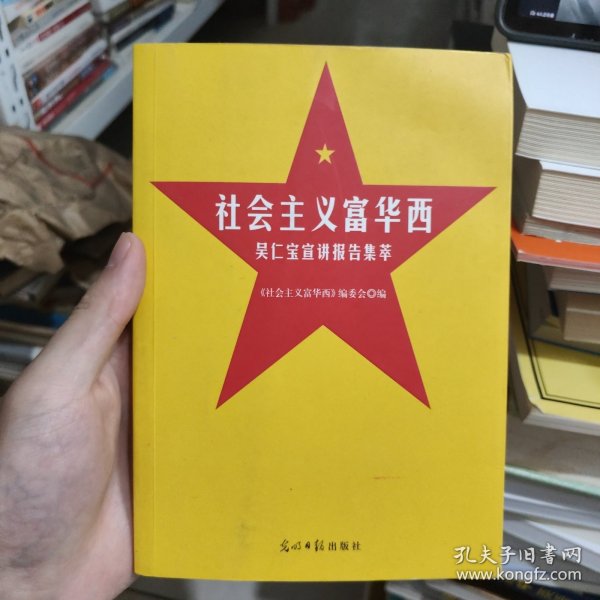 社会主义富华西
吴仁宝宣讲报告集萃
《社会主义富华西》编委会◎编
光明日报出版社
孔夫子旧书网
www.kongfz.com